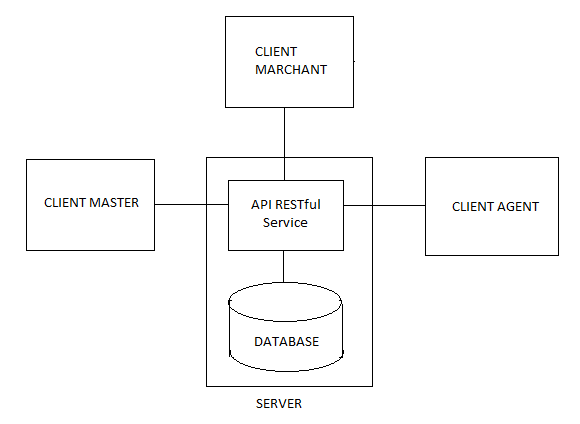 CLIENT
MARCHANT
CLIENT MASTER
API RESTful
Service
CLIENT AGENT
DATABASE
SERVER